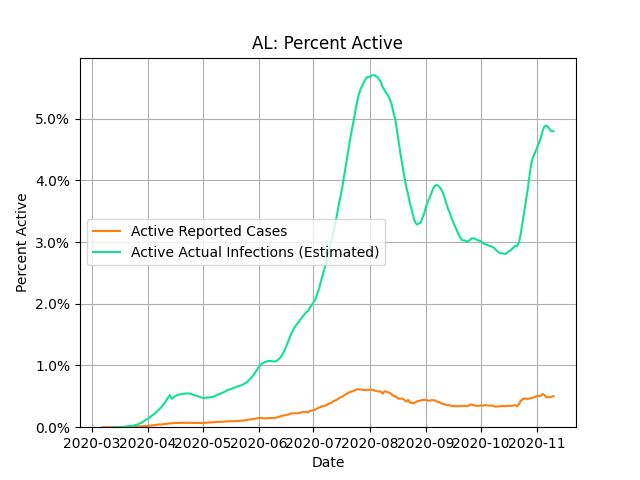 AL: Percent Active
5.0%
4.0%
3.0%
2.0%
1.0%
0.0%
Percent Active
Active Reported Cases
Active Actual Infections (Estimated)
2020-03 2020-04 2020-05 2020-06 2020-07 2020-08 2020-09 2020-10 2020-11
Date